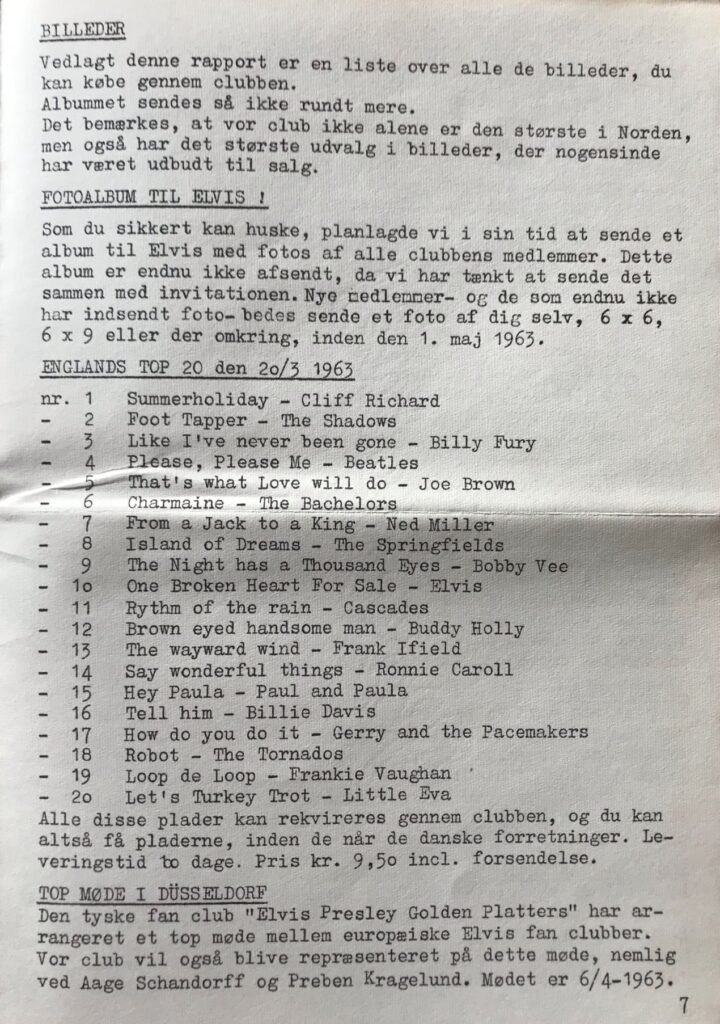 BILLEDER
Vedlagt denne rapport er en liste over alle de billeder, du
kan købe gennem clubben.
Albummet sendes så ikke rundt mere.
Det bemærkes, at vor club ikke alene er den største i Norden,
men også har det største udvalg i billeder, der nogensinde
har været udbudt til salg.
FOTOALBUM TIL ELVIS !
Som du sikkert kan huske, planlagde vi i sin tid at sende et
album til Elvis med fotos af alle clubbens medlemmer. Dette
album er endnu ikke afsendt, da vi har tænkt at sende det
sammen med invitationen. Nye medlemmer- og de som endnu ikke
har indsendt foto- bedes sende et foto af dig selv, 6 x 6,
6 x 9 eller der omkring, inden den 1. maj 1963.
ENGLANDS TOP 20 den 2o/3 1963
nr. 1 Summerholiday - Cliff Richard
- 2 Foot Tapper - The Shadows
- 3 Like I've never been gone - Billy Fury
- 4 Please, Please Me - Beatles
- 5 That's what Love will do - Joe Brown
- 6 Charmaine - The Bachelors
- 7 From a Jack to a King - Ned Miller
- 8 Island of Dreams - The Springfields
- 9 The Night has a Thousand Eyes - Bobby Vee
- 1o One Broken Heart For Sale - Elvis
- 11 Rythm of the rain - Cascades
- 12 Brown eyed handsome man - Buddy Holly
- 13 The wayward wind - Frank Ifield
- 14 Say wonderful things - Ronnie Caroll
- 15 Hey Paula - Paul and Paula
- 16 Tell him - Billie Davis
- 17 How do you do it - Gerry and the Pacemakers
- 18 Robot - The Tornados
- 19 Loop de Loop - Frankie Vaughan
- 2o Let's Turkey Trot - Little Eva
Alle disse plader kan rekvireres gennem clubben, og du kan
altså få pladerne, inden de når de danske forretninger. Le-
veringstid 1o dage. Pris kr. 9,5o incl. forsendelse.
TOP MØDE I DÜSSELDORF
Den tyske fan club "Elvis Presley Golden Platters" har ar-
rangeret et top møde mellem europæiske Elvis fan clubber.
Vor club vil også blive repræsenteret på dette møde, nemlig
ved Aage Schandorff og Preben Kragelund. Mødet er 6/4-1963.
7